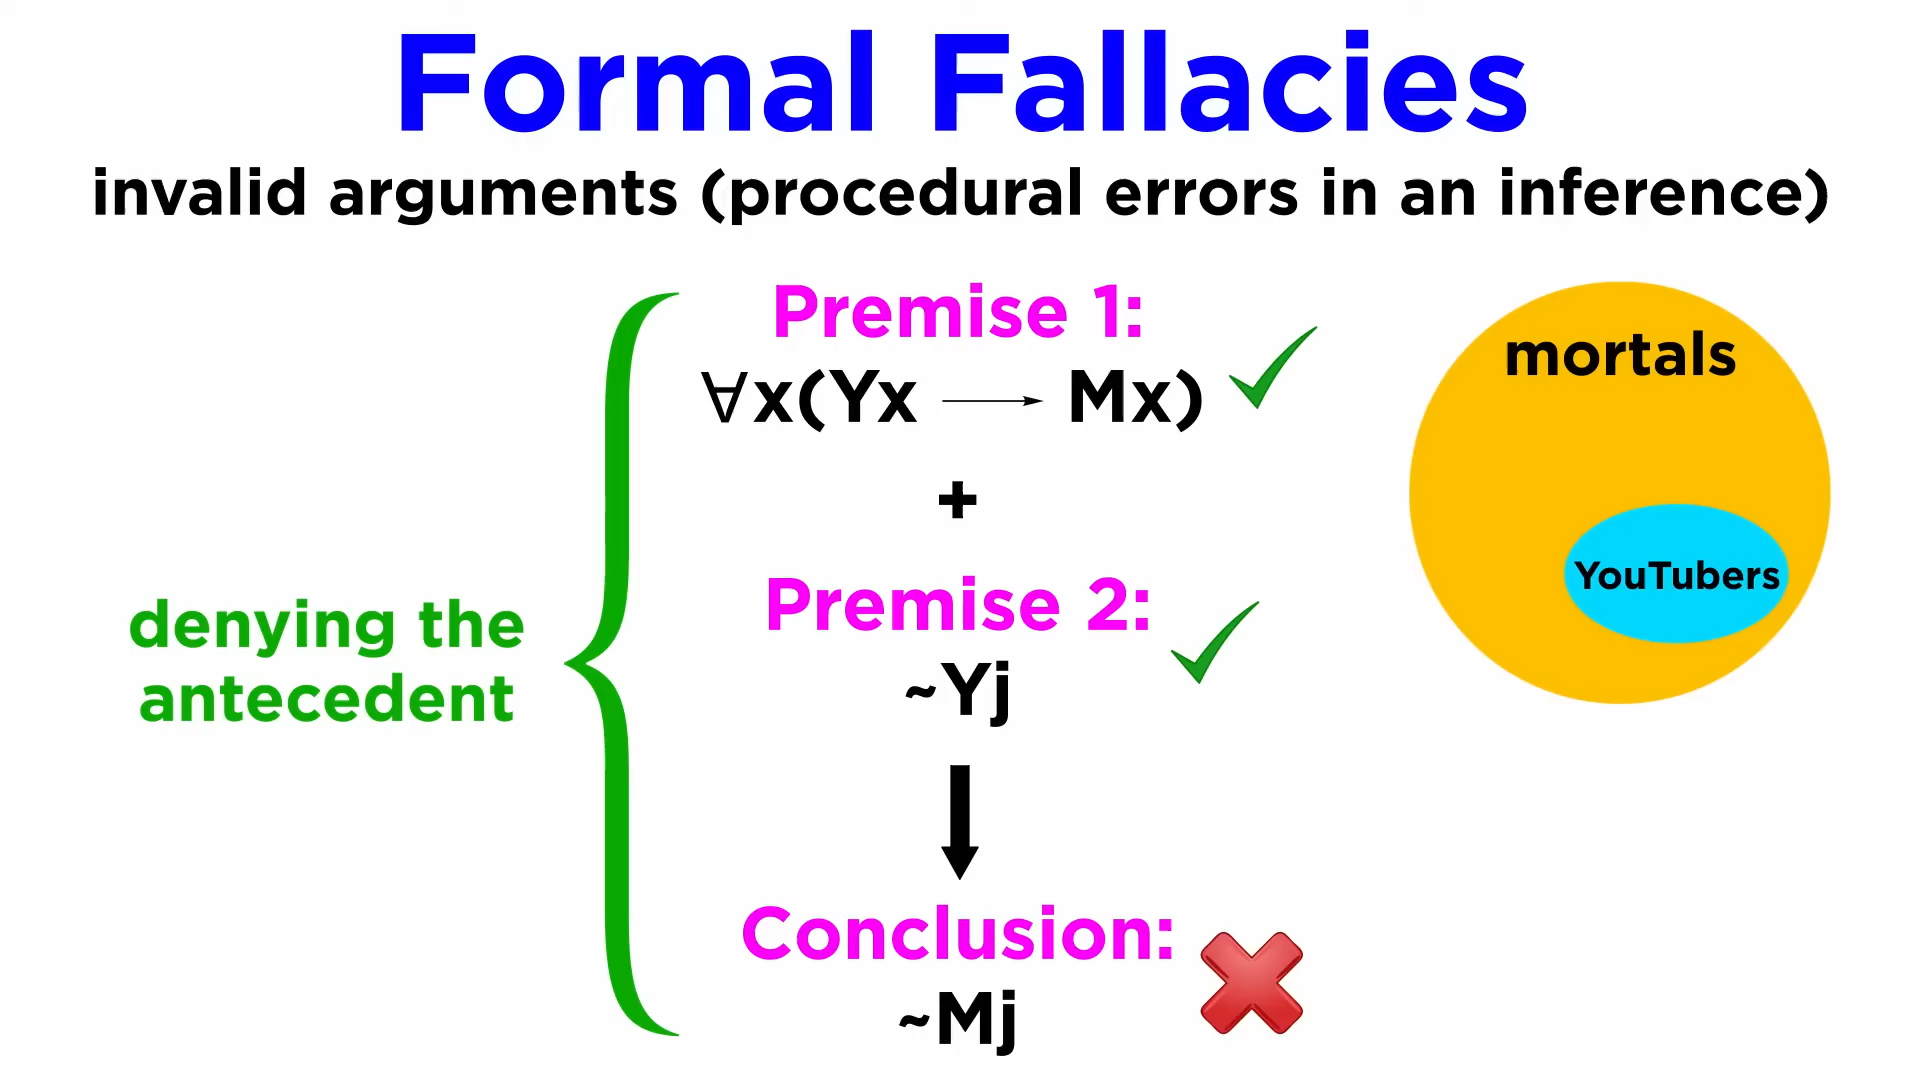 Formal Fallacies
invalid arguments (procedural errors in an inference)
Premise 1:
∀x(Yx → Mx)
+
Premise 2:
~Yj
Conclusion:
~Mj
denying the
antecedent
mortals
YouTubers